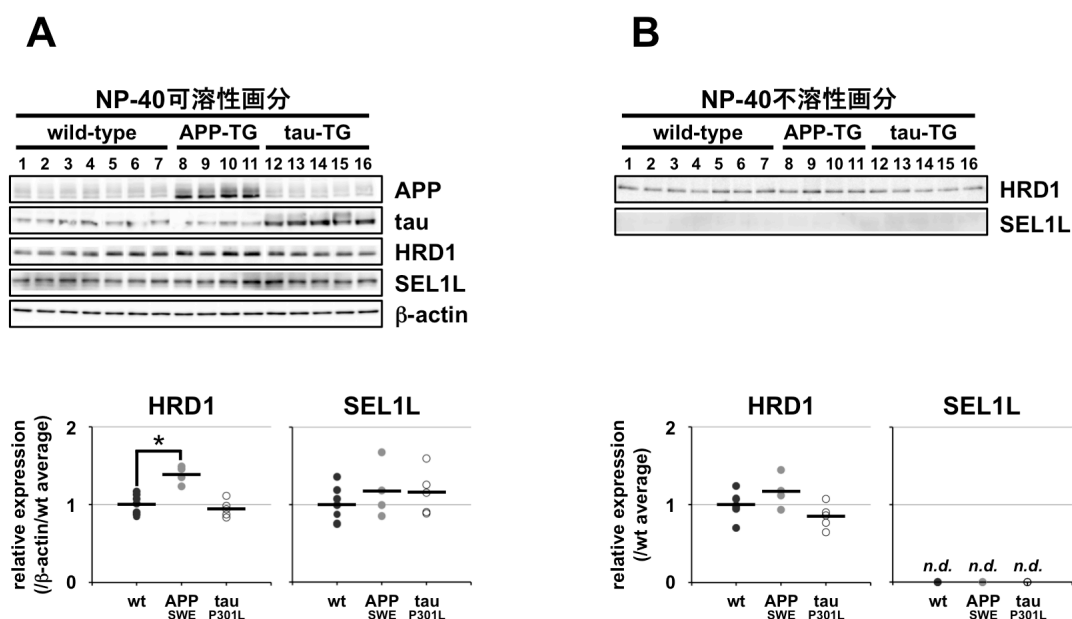 A
NP-40可溶性画分
wild-type APP-TG tau-TG
1 2 3 4 5 6 7 8 9 10 11 12 13 14 15 16
APP
tau
HRD1
SEL1L
β-actin
HRD1
SEL1L
relative expression
(/β-actin/wt average)
2
1
0
*
wt APP tau
SWE P301L
wt APP tau
SWE P301L
B
NP-40不溶性画分
wild-type APP-TG tau-TG
1 2 3 4 5 6 7 8 9 10 11 12 13 14 15 16
HRD1
SEL1L
HRD1
SEL1L
relative expression
(/wt average)
2
1
0
n.d. n.d. n.d.
wt APP tau
SWE P301L
wt APP tau
SWE P301L